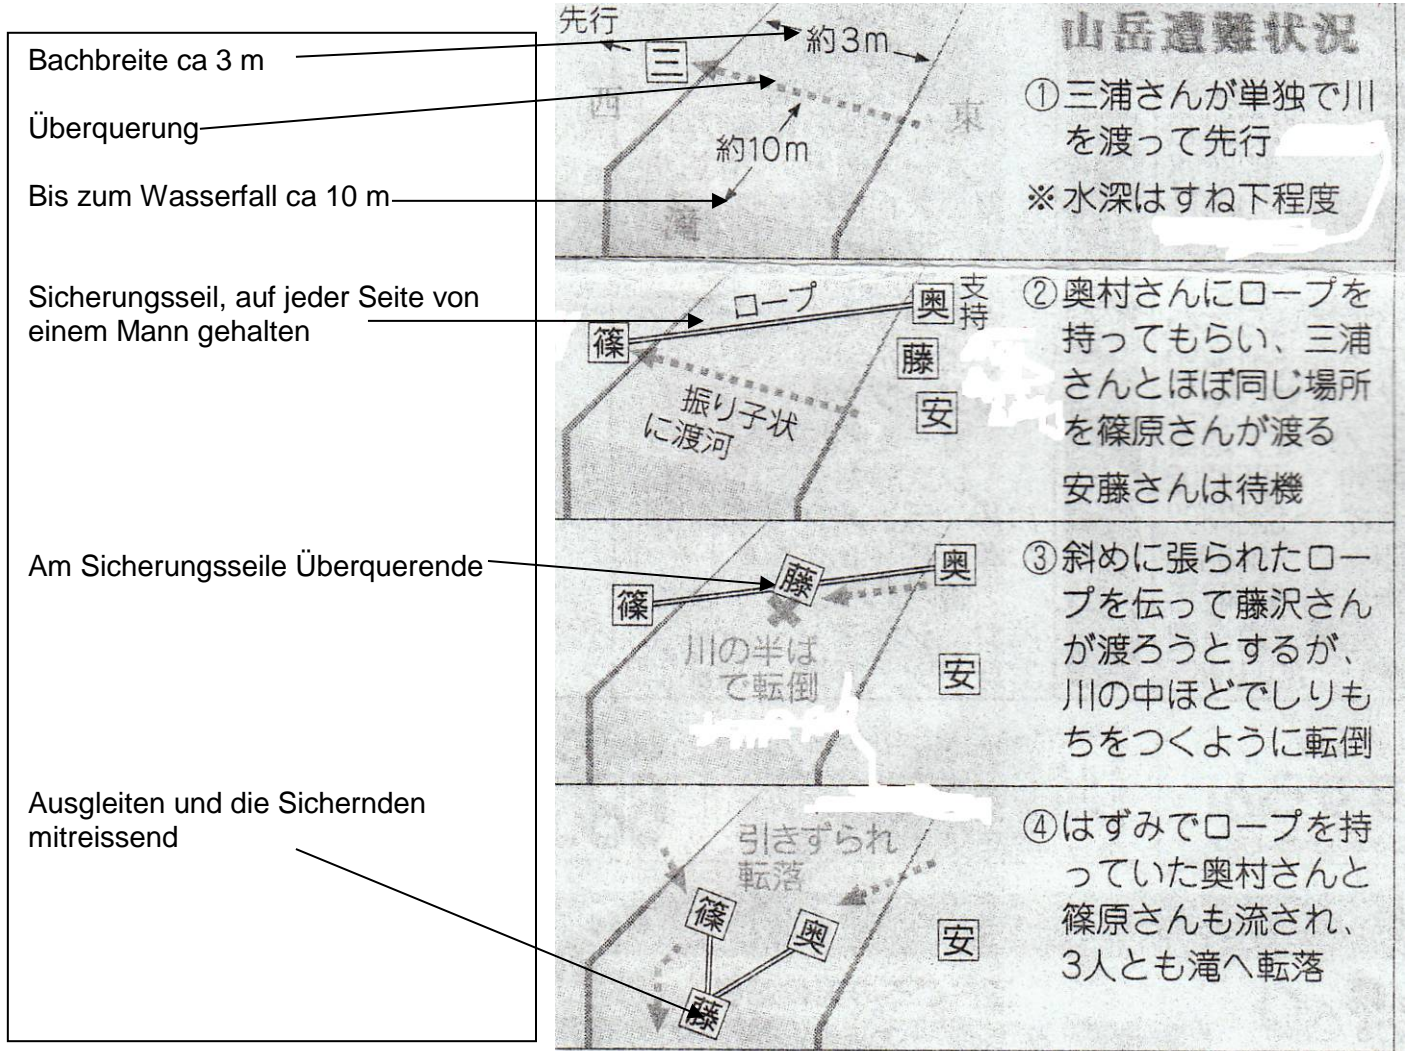 Bachbreite ca 3 m
Überquerung
Bis zum Wasserfall ca 10 m
Sicherungsseil, auf jeder Seite von
einem Mann gehalten
Am Sicherungsseile Überquerende
Ausgleiten und die Sichernden
mitreissend
先行
三
約3m
西
東
約10m
滝
山岳遭難状況
①三浦さんが単独で川
を渡って先行
※水深はすね下程度
ロープ
奥
支持
篠
藤
安
振り子状
に渡河
②奥村さんにロープを
持ってもらい、三浦
さんとほぼ同じ場所
を篠原さんが渡る
安藤さんは待機
藤
奥
篠
川の半ば
で転倒
安
③斜めに張られたロー
プを伝って藤沢さん
が渡ろうとするが、
川の中ほどでしりも
ちをつくように転倒
引きずられ
転落
篠
奥
安
藤
④はずみでロープを持
っていた奥村さんと
篠原さんも流され、
3人とも滝へ転落